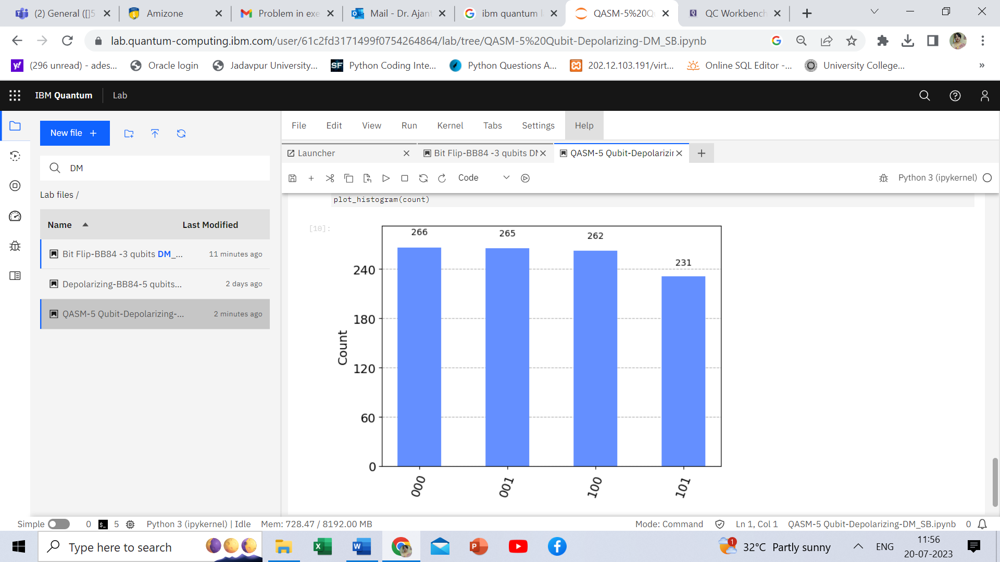 (2) General ([]5
Amizone
Problem in exe
Mail - Dr. Ajant
ibm quantum l
QASM-5%20Qu
QC Workbench
lab.quantum-computing.ibm.com/user/61c2fd3171499f0754264864/lab/tree/QASM-5%20Qubit-Depolarizing-DM_SB.ipynb
(296 unread) - ades...
Oracle login
Jadavpur University...
SF Python Coding Inte...
Python Questions A...
202.12.103.191/virt...
Online SQL Editor -...
University College...
»
IBM Quantum
Lab
New file +
DM
Lab files /
Name
Last Modified
Bit Flip-BB84 -3 qubits DM_...
11 minutes ago
Depolarizing-BB84-5 qubits...
2 days ago
QASM-5 Qubit-Depolarizing-...
2 minutes ago
File
Edit
View
Run
Kernel
Tabs
Settings
Help
Launcher
Bit Flip-BB84 -3 qubits DM
QASM-5 Qubit-Depolarizin
Code
Python 3 (ipykernel)
plot_histogram(count)
[10]:
266
265
262
231
240
180
120
60
0
Count
000
001
100
101
Simple
0
5
Python 3 (ipykernel) | Idle
Mem: 728.47 / 8192.00 MB
Mode: Command
Ln 1, Col 1
QASM-5 Qubit-Depolarizing-DM_SB.ipynb
0
Type here to search
1
32°C Partly sunny
ENG
11:56
20-07-2023